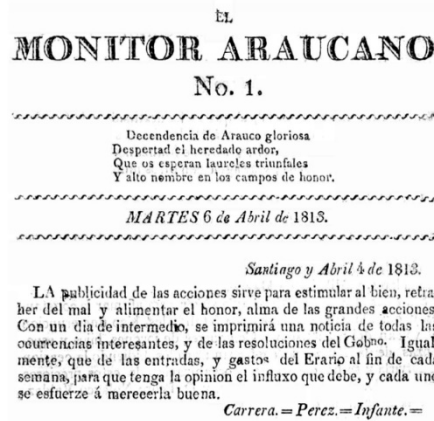 EL
MONITOR ARAUCANO
No. 1.
Decendencia de Arauco gloriosa
Despertad el heredado ardor,
Que os esperan laureles triunfales
Y alto nombre en los campos de honor.
MARTES 6 de Abril de 1813.
Santiago y Abril 4 de 1813.
LA publicidad de las acciones sirve para estimular al bien, retra
her del mal y alimentar el honor, alma de las grandes acciones
Con un dia de intermedio, se imprimirá una noticia de todas las
ocurrencias interesantes, y de las resoluciones del Gobno. Igual
mente, que de las entradas, y gastos del Erario al fin de cada
semana, para que tenga la opinion el influxo que debe, y cada uno
se esfuerze á merecerla buena.
Carrera. = Perez. = Infante. =